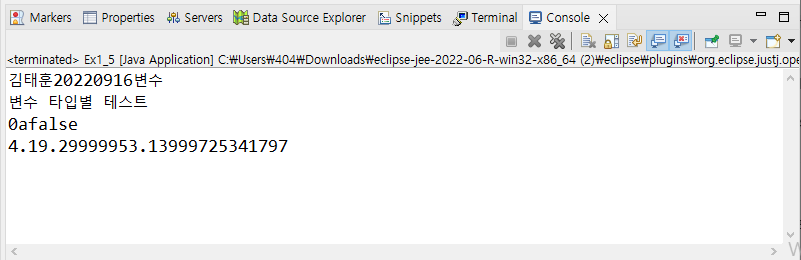 Markers Properties Servers Data Source Explorer Snippets Terminal Console
<terminated> Ex1_5 [Java Application] C:₩Users₩404₩Downloads₩eclipse-jee-2022-06-R-win32-x86_64 (2)₩eclipse₩plugins₩org.eclipse.justj.ope
김태훈20220916변수
변수 타입별 테스트
0afalse
4.19.29999953.13999725341797